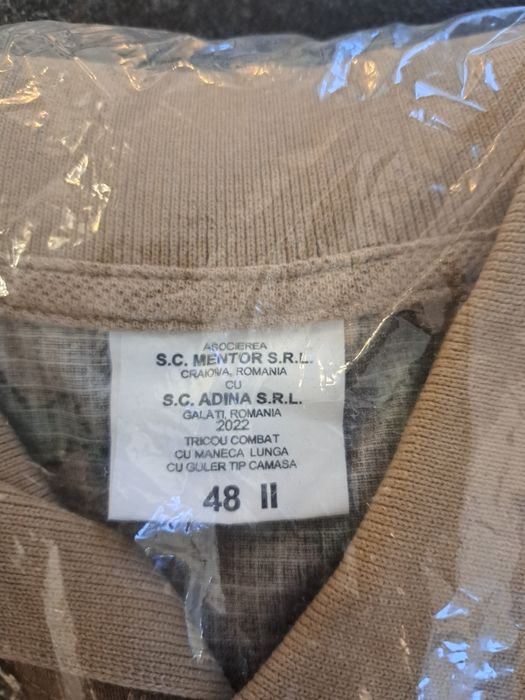 ASOCIEREA
S.C. MENTOR S.R.L.
CRAIOVA, ROMANIA
CU
S.C. ADINA S.R.L.
GALATI, ROMANIA
2022
TRICOU COMBAT
CU MANECA LUNGA
CU GULER TIP CAMASA
48 II